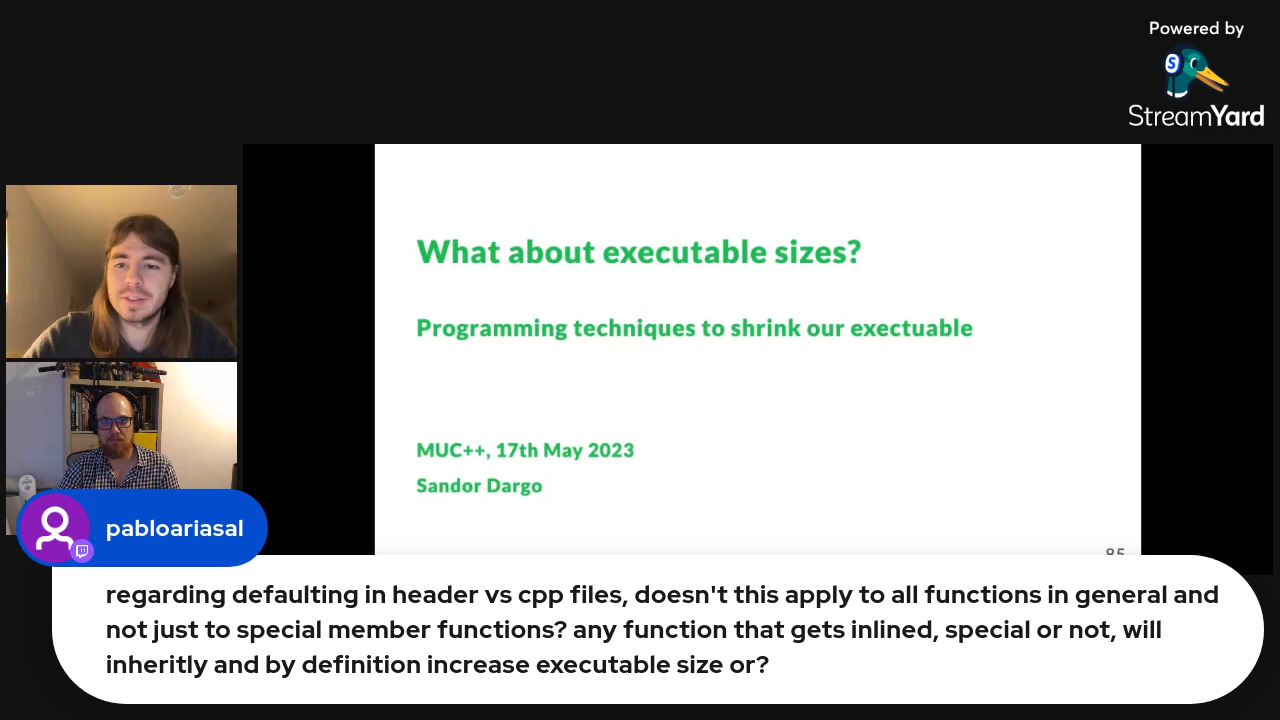 Powered by
StreamYard
What about executable sizes?
Programming techniques to shrink our exectuable
MUC++, 17th May 2023
Sandor Dargo
85
pabloariasal
regarding defaulting in header vs cpp files, doesn't this apply to all functions in general and
not just to special member functions? any function that gets inlined, special or not, will
inheritly and by definition increase executable size or?